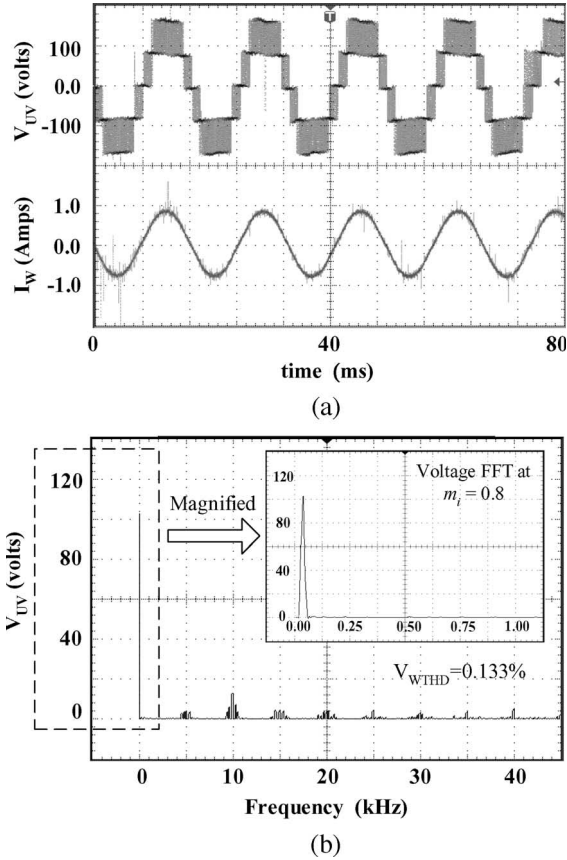 V_UV (volts)
100
0.0
-100
T
I_W (Amps)
1.0
0.0
-1.0
0
40
80
time (ms)
(a)
V_UV (volts)
120
80
40
0
Magnified
120
80
40
0
Voltage FFT at
m_i = 0.8
0.00
0.25
0.50
0.75
1.00
V_WTHD=0.133%
0
10
20
30
40
Frequency (kHz)
(b)